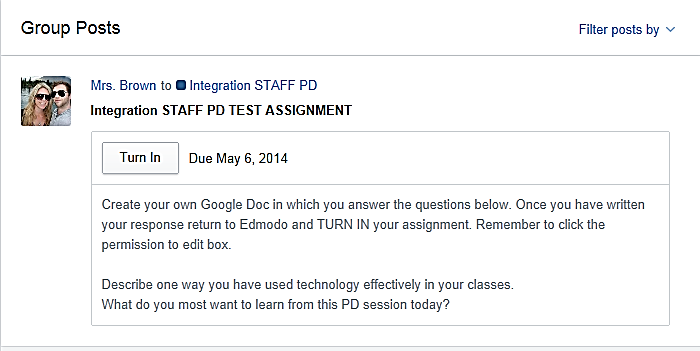 Group Posts
Filter posts by
Mrs. Brown to Integration STAFF PD
Integration STAFF PD TEST ASSIGNMENT
Turn In Due May 6, 2014
Create your own Google Doc in which you answer the questions below. Once you have written
your response return to Edmodo and TURN IN your assignment. Remember to click the
permission to edit box.
Describe one way you have used technology effectively in your classes.
What do you most want to learn from this PD session today?